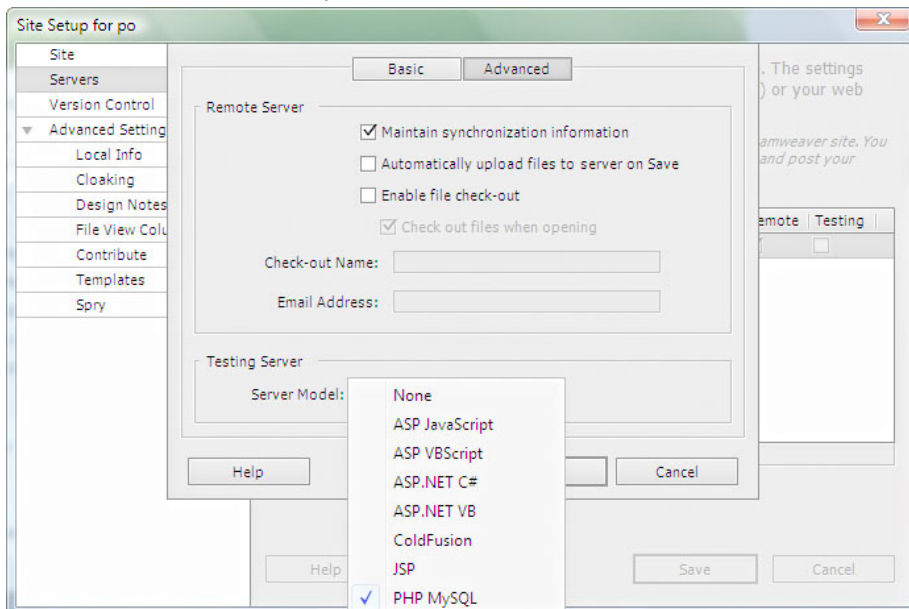 Site Setup for po
Site
Servers
Version Control
Advanced Setting
Local Info
Cloaking
Design Notes
File View Colu
Contribute
Templates
Spry
Basic
Advanced
Remote Server
Maintain synchronization information
Automatically upload files to server on Save
Enable file check-out
Check out files when opening
Check-out Name:
Email Address:
Testing Server
Server Model:
None
ASP JavaScript
ASP VBScript
ASP.NET C#
ASP.NET VB
ColdFusion
JSP
PHP MySQL
Help
Cancel
. The settings
) or your web
amweaver site. You
and post your
emote Testing
Help
Save
Cancel